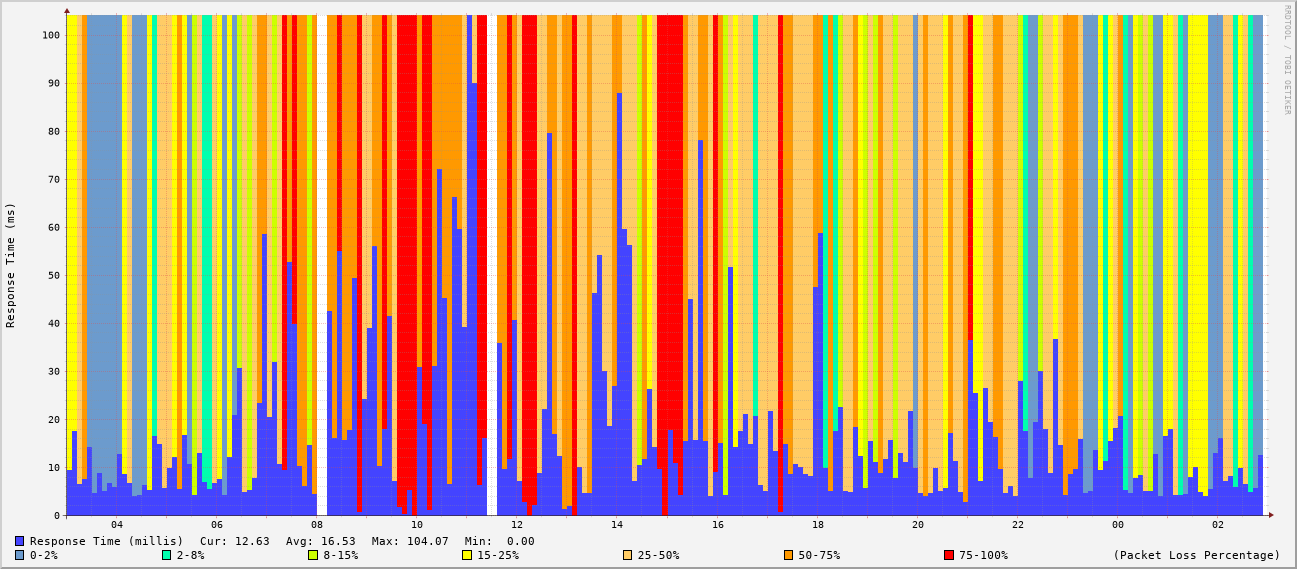 RRDTOOL / TOBI OETIKER
Response Time (ms)
100
90
80
70
60
50
40
30
20
10
0
04 06 08 10 12 14 16 18 20 22 00 02
Response Time (millis) Cur: 12.63 Avg: 16.53 Max: 104.07 Min: 0.00
0-2% 2-8% 8-15% 15-25% 25-50% 50-75% 75-100% (Packet Loss Percentage)